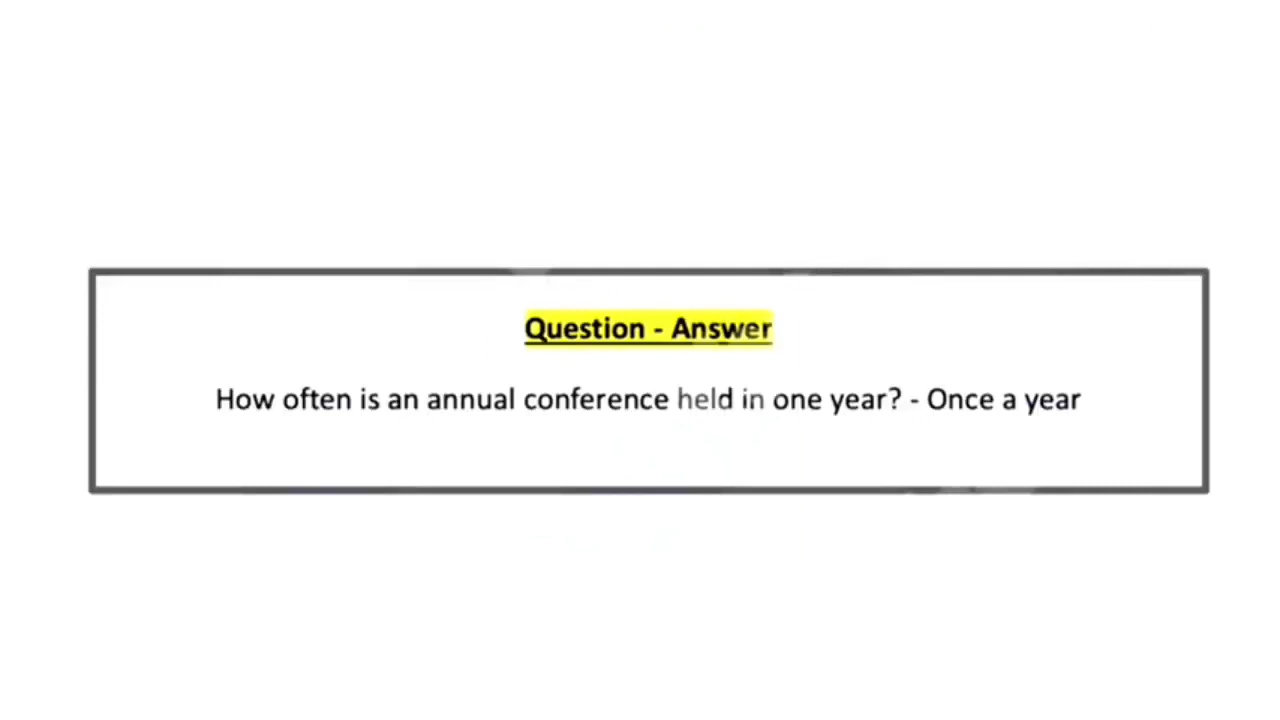 Question - Answer
How often is an annual conference held in one year? - Once a year